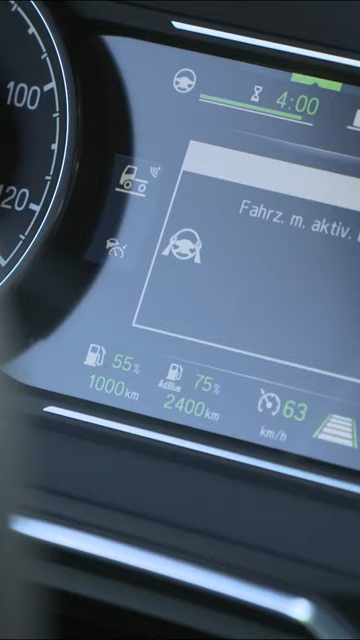 100
120
4:00
Fahrz. m. aktiv.
55%
1000km
AdBlue
75%
2400km
63
km/h